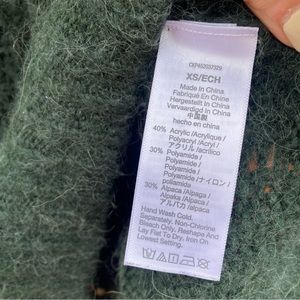 XS/ECH
Made In China
Fabriqué En Chine
Hergestellt In China
Vervaardigd In China
中国製
hecho en china
40% Acrylic /Acrylique /
Polyacryl /Acryl /
アクリル /acrílico
30% Polyamide /
Polyamide /
Polyamide /
Polyamide /ナイロン /
poliamida
30% Alpaca /Alpaga /
Alpaka /Alpaca /
アルパカ /alpaca
Hand Wash Cold.
Separately. Non-Chlorine
Bleach Only, Reshape And
Lay Flat To Dry, Iron On
Lowest Setting.